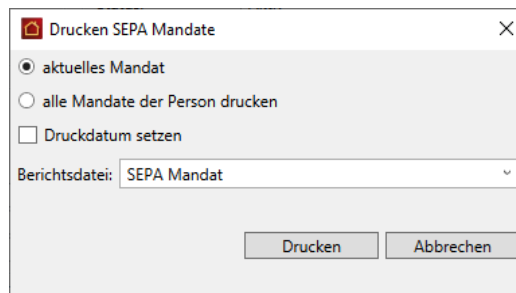 Drucken SEPA Mandate
aktuelles Mandat
alle Mandate der Person drucken
Druckdatum setzen
Berichtsdatei: SEPA Mandat
Drucken Abbrechen